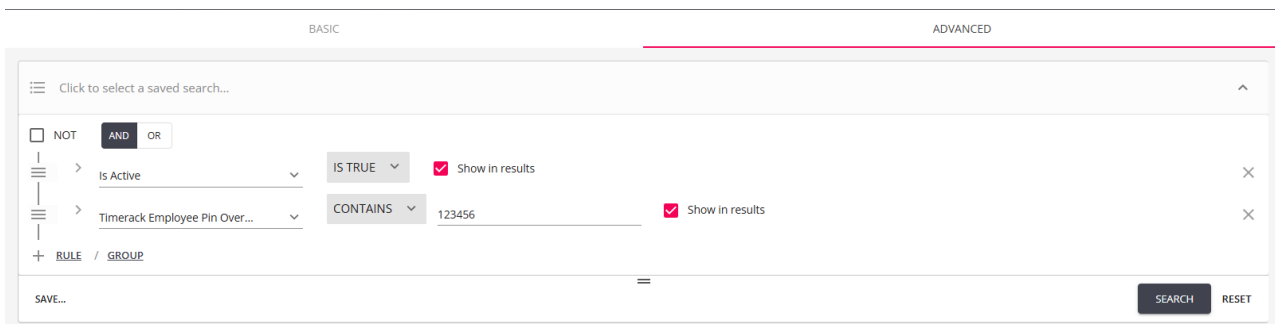 BASIC ADVANCED
Click to select a saved search...
NOT AND OR
Is Active IS TRUE Show in results
Timerack Employee Pin Over... CONTAINS 123456 Show in results
+ RULE / GROUP
SAVE... SEARCH RESET